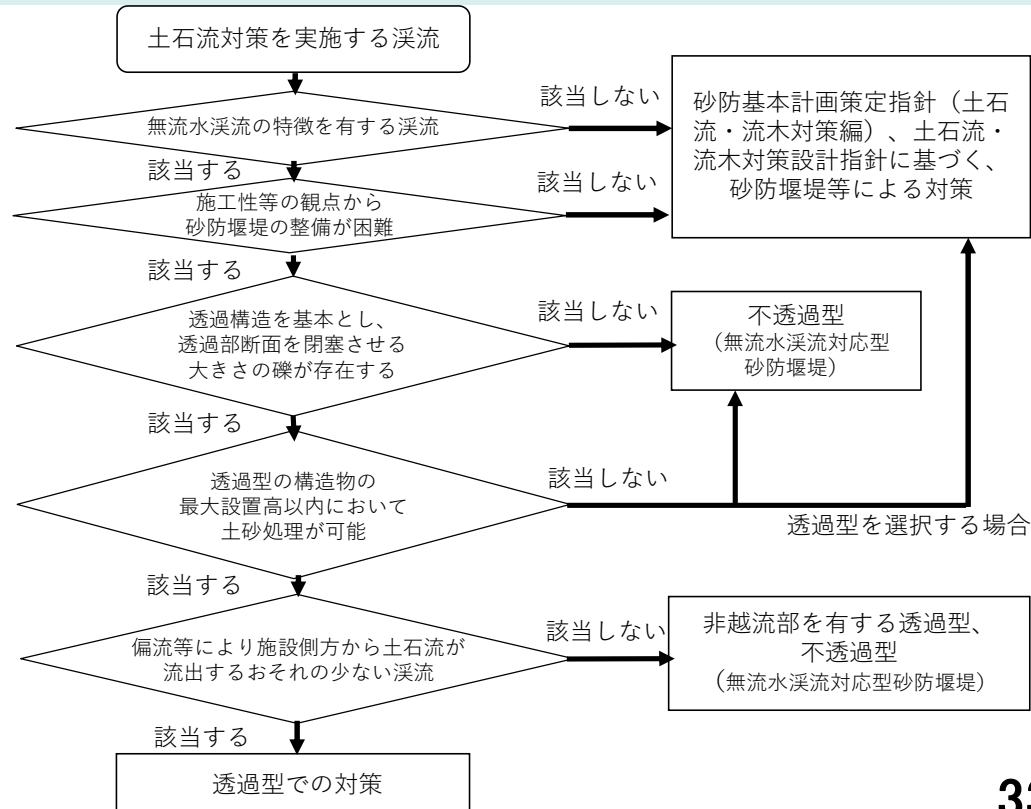 土石流対策を実施する渓流
無流水渓流の特徴を有する渓流
該当しない
砂防基本計画策定指針（土石
流・流木対策編）、土石流・
流木対策設計指針に基づく、
砂防堰堤等による対策
該当する
施工性等の観点から
砂防堰堤の整備が困難
該当しない
該当する
透過構造を基本とし、
透過部断面を閉塞させる
大きさの礫が存在する
該当しない
不透過型
（無流水渓流対応型
砂防堰堤）
該当する
透過型の構造物の
最大設置高以内において
土砂処理が可能
該当しない
透過型を選択する場合
該当する
偏流等により施設側方から土石流が
流出するおそれの少ない渓流
該当しない
非越流部を有する透過型、
不透過型
（無流水渓流対応型砂防堰堤）
該当する
透過型での対策